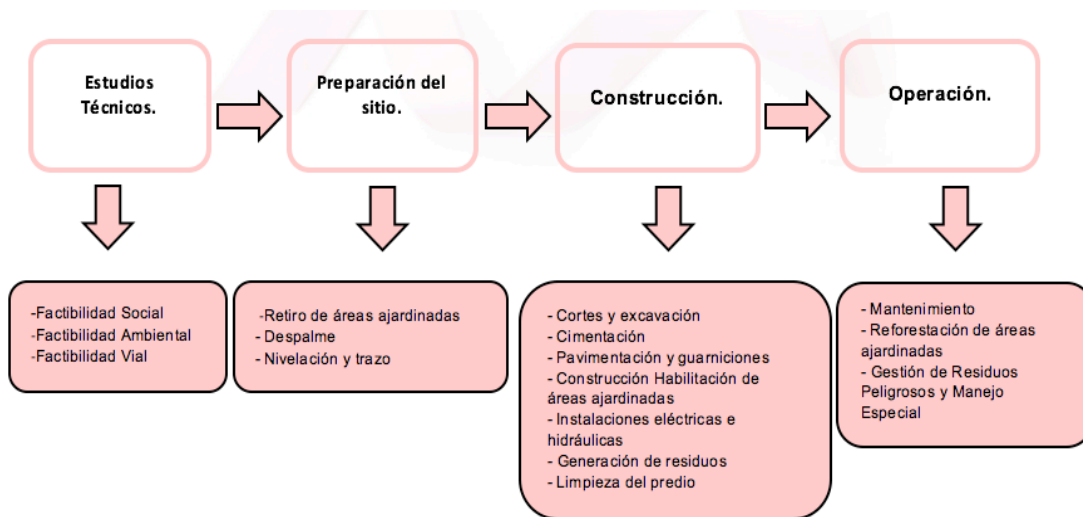 Estudios
Técnicos.
Preparación del
sitio.
Construcción.
Operación.
-Factibilidad Social
-Factibilidad Ambiental
-Factibilidad Vial
-Retiro de áreas ajardinadas
- Despalme
- Nivelación y trazo
- Cortes y excavación
- Cimentación
- Pavimentación y guarniciones
- Construcción Habilitación de
áreas ajardinadas
- Instalaciones eléctricas e
hidráulicas
- Generación de residuos
- Limpieza del predio
- Mantenimiento
- Reforestación de áreas
ajardinadas
- Gestión de Residuos
Peligrosos y Manejo
Especial